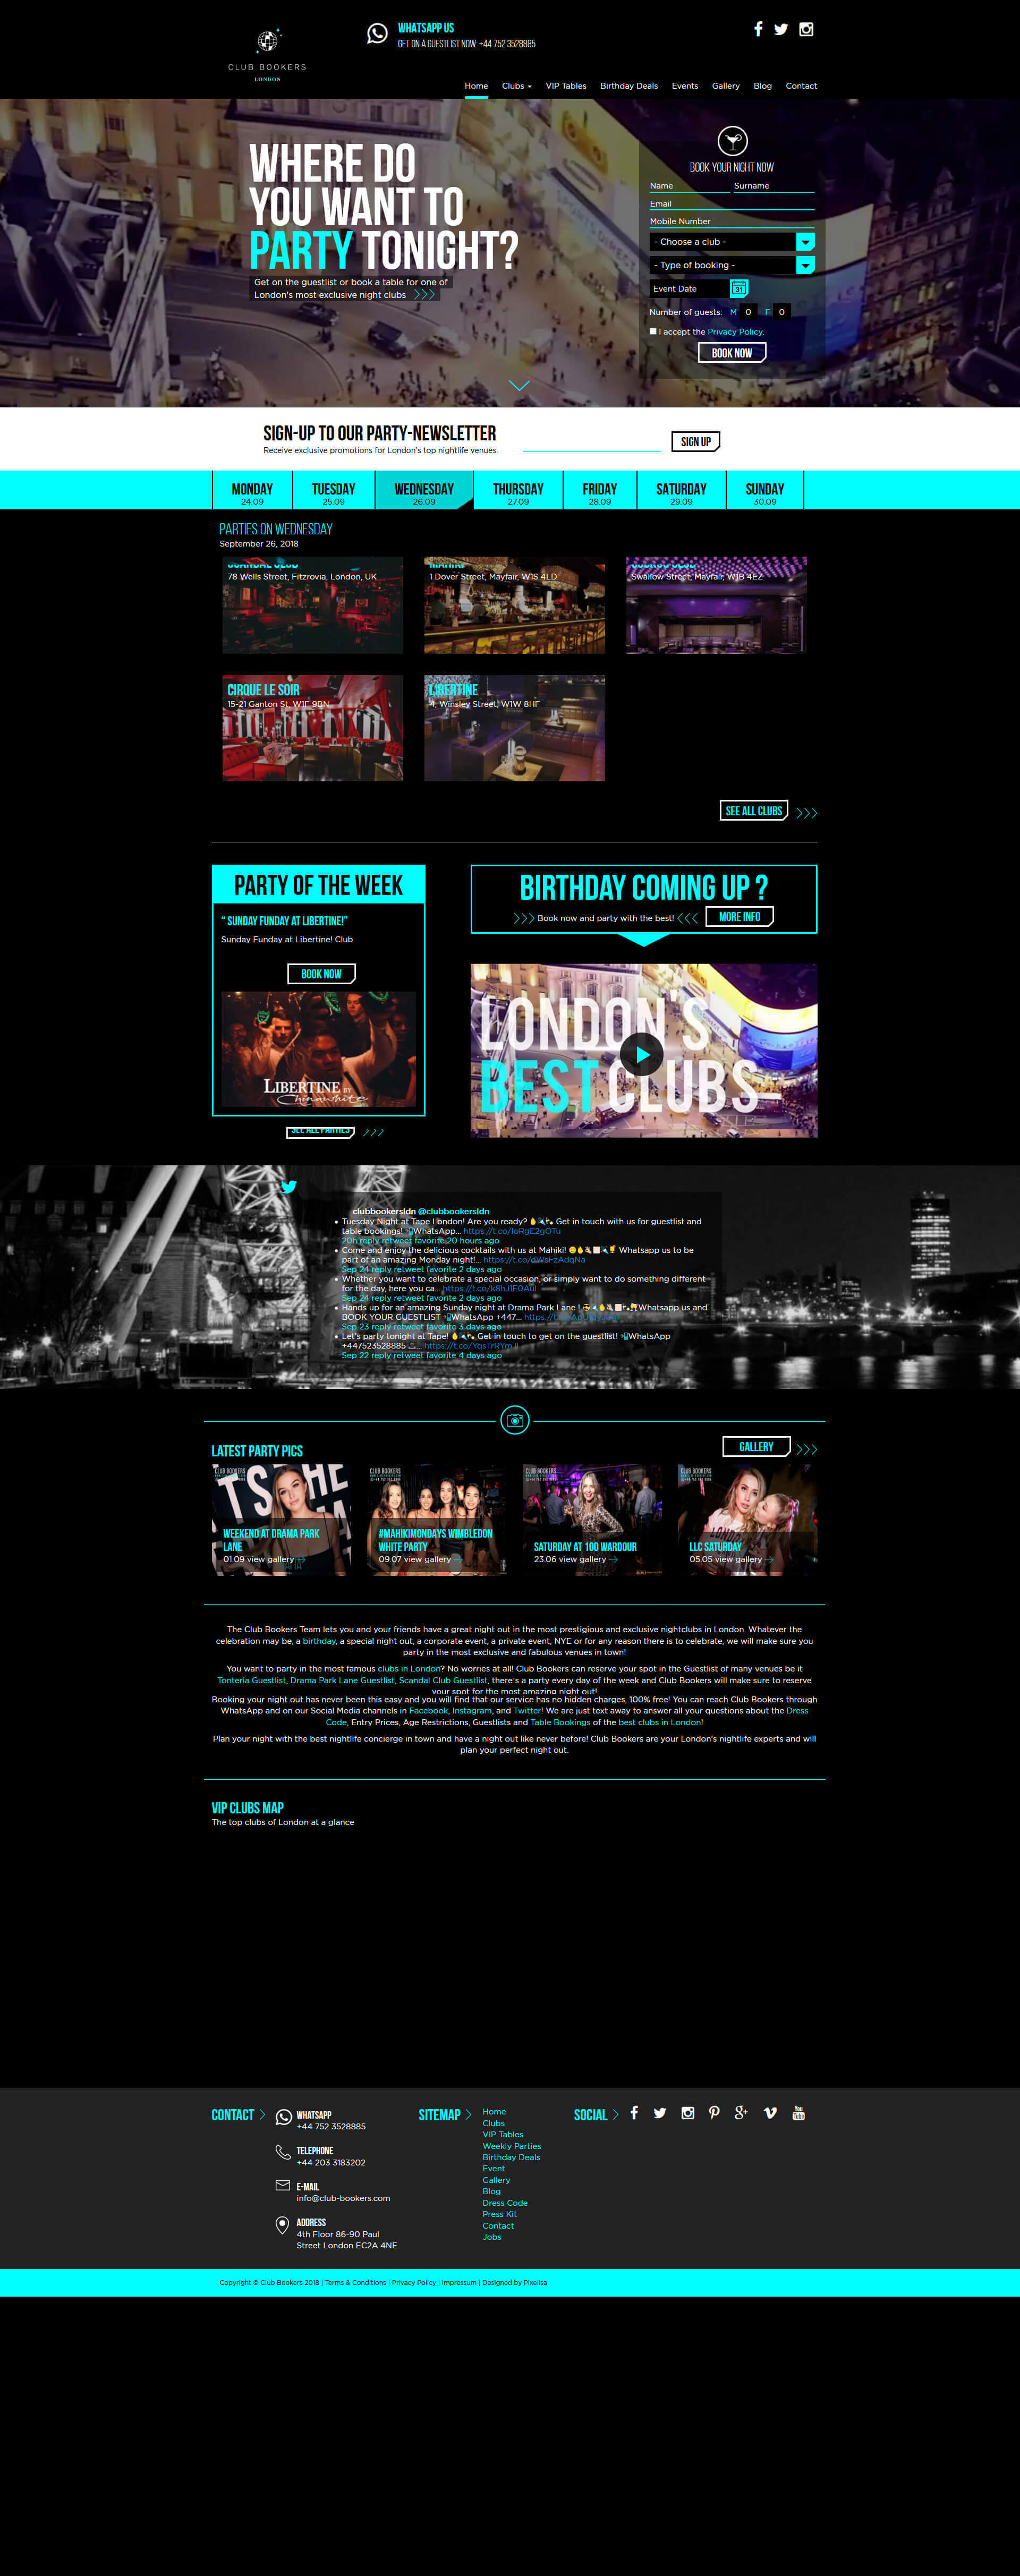 CLUB BOOKERS
LONDON
WHATSAPP US
GET ON A GUESTLIST NOW. +44 752 3528885
Home Clubs VIP Tables Birthday Deals Events Gallery Blog Contact
WHERE DO
YOU WANT TO
PARTY TONIGHT?
Get on the guestlist or book a table for one of
London's most exclusive night clubs
BOOK YOUR NIGHT NOW
Name Surname
Email
Mobile Number
- Choose a club -
- Type of booking -
Event Date 31
Number of guests: M 0 F 0
I accept the Privacy Policy.
BOOK NOW
SIGN-UP TO OUR PARTY-NEWSLETTER
Receive exclusive promotions for London's top nightlife venues.
SIGN UP
MONDAY TUESDAY WEDNESDAY THURSDAY FRIDAY SATURDAY SUNDAY
24.09 25.09 26.09 27.09 28.09 29.09 30.09
PARTIES ON WEDNESDAY
September 26, 2018
78 Wells Street, Fitzrovia, London, UK
1 Dover Street, Mayfair, W1S 4LD
Swallow Street, Mayfair, W1B 4EZ
CIRQUE LE SOIR
15-21 Ganton St, W1F 9BN
LIBERTINE
4, Winsley Street, W1W 8HF
SEE ALL CLUBS
PARTY OF THE WEEK
“ SUNDAY FUNDAY AT LIBERTINE!”
Sunday Funday at Libertine! Club
BOOK NOW
LIBERTINE BY
Chinawhite
SEE ALL PARTIES
BIRTHDAY COMING UP ?
Book now and party with the best!
MORE INFO
LONDON'S
BEST CLUBS
clubbookersldn @clubbookersldn
Tuesday Night at Tape London! Are you ready? Get in touch with us for guestlist and
table bookings! WhatsApp... https://t.co/IoRgE2gOTu
20h reply retweet favorite 20 hours ago
Come and enjoy the delicious cocktails with us at Mahiki! Whatsapp us to be
part of an amazing Monday night!...
Sep 24 reply retweet favorite 2 days ago
Whether you want to celebrate a special occasion, or simply want to do something different
for the day, here you ca...
Sep 24 reply retweet favorite 2 days ago
Hands up for an amazing Sunday night at Drama Park Lane ! Whatsapp us and
BOOK YOUR GUESTLIST WhatsApp +447...
Sep 23 reply retweet favorite 3 days ago
Let's party tonight at Tape! Get in touch to get on the guestlist! WhatsApp
+447523528885
Sep 22 reply retweet favorite 4 days ago
LATEST PARTY PICS
GALLERY
CLUB BOOKERS
CLUB BOOKERS
CLUB BOOKERS
CLUB BOOKERS
WEEKEND AT DRAMA PARK
LANE
01.09 view gallery
#MAHIKIMONDAYS WIMBLEDON
WHITE PARTY
09.07 view gallery
SATURDAY AT 100 WARDOUR
23.06 view gallery
LLC SATURDAY
05.05 view gallery
The Club Bookers Team lets you and your friends have a great night out in the most prestigious and exclusive nightclubs in London. Whatever the
celebration may be, a birthday, a special night out, a corporate event, a private event, NYE or for any reason there is to celebrate, we will make sure you
party in the most exclusive and fabulous venues in town!
You want to party in the most famous clubs in London? No worries at all! Club Bookers can reserve your spot in the Guestlist of many venues be it
Tonteria Guestlist, Drama Park Lane Guestlist, Scandal Club Guestlist, there's a party every day of the week and Club Bookers will make sure to reserve
your spot for the most amazing night out!
Booking your night out has never been this easy and you will find that our service has no hidden charges, 100% free! You can reach Club Bookers through
WhatsApp and on our Social Media channels in Facebook, Instagram, and Twitter! We are just text away to answer all your questions about the Dress
Code, Entry Prices, Age Restrictions, Guestlists and Table Bookings of the best clubs in London!
Plan your night with the best nightlife concierge in town and have a night out like never before! Club Bookers are your London's nightlife experts and will
plan your perfect night out.
VIP CLUBS MAP
The top clubs of London at a glance
CONTACT
WHATSAPP
+44 752 3528885
TELEPHONE
+44 203 3183202
E-MAIL
info@club-bookers.com
ADDRESS
4th Floor 86-90 Paul
Street London EC2A 4NE
SITEMAP
Home
Clubs
VIP Tables
Weekly Parties
Birthday Deals
Event
Gallery
Blog
Dress Code
Press Kit
Contact
Jobs
SOCIAL
Copyright © Club Bookers 2018 | Terms & Conditions | Privacy Policy | Impressum | Designed by Pixelisa